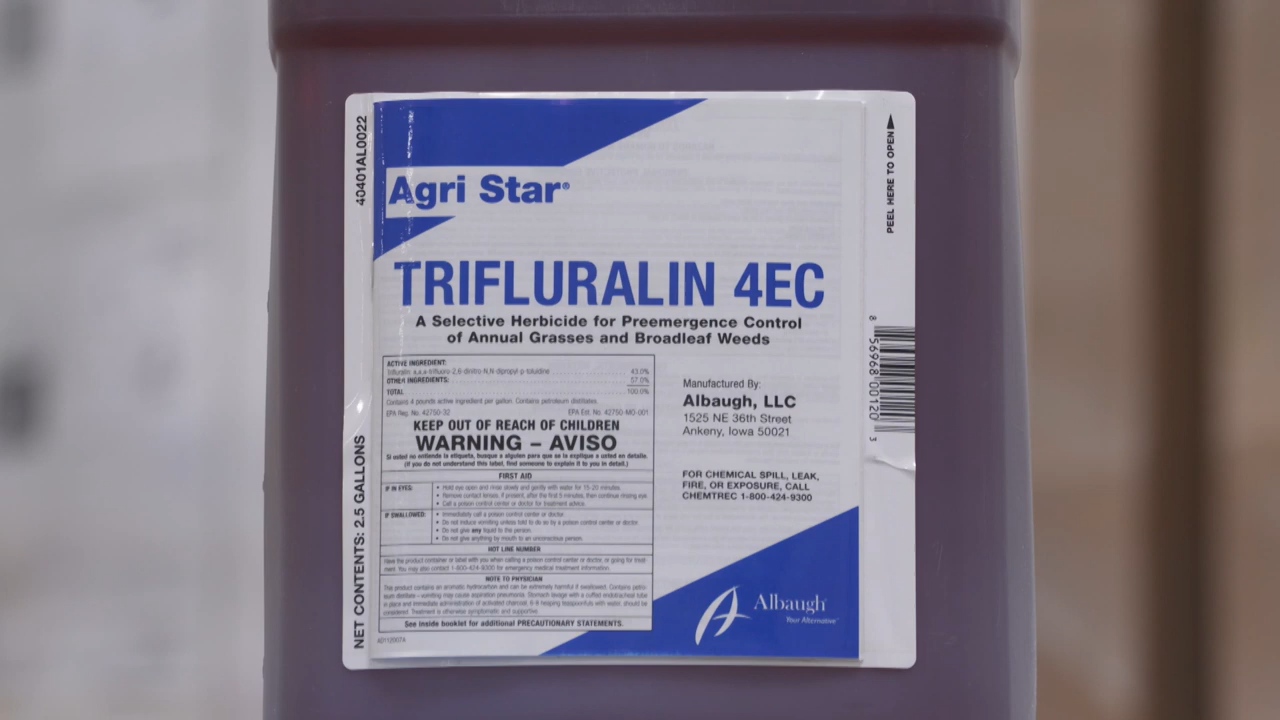 40401AL0022
NET CONTENTS: 2.5 GALLONS
Agri Star®
TRIFLURALIN 4EC
A Selective Herbicide for Preemergence Control
of Annual Grasses and Broadleaf Weeds
ACTIVE INGREDIENT:
Trifluralin: a,a,a-trifluoro-2,6-dinitro-N,N-dipropyl-p-toluidine 43.0%
OTHER INGREDIENTS: 57.0%
TOTAL 100.0%
Contains 4 pounds active ingredient per gallon. Contains petroleum distillates.
EPA Reg. No. 42750-32 EPA Est. No. 42750-MO-001
KEEP OUT OF REACH OF CHILDREN
WARNING – AVISO
Si usted no entiende la etiqueta, busque a alguien para que se la explique a usted en detalle.
(If you do not understand this label, find someone to explain it to you in detail.)
FIRST AID
IF IN EYES:
• Hold eye open and rinse slowly and gently with water for 15-20 minutes.
• Remove contact lenses, if present, after the first 5 minutes, then continue rinsing eye.
• Call a poison control center or doctor for treatment advice.
IF SWALLOWED:
• Immediately call a poison control center or doctor.
• Do not induce vomiting unless told to do so by a poison control center or doctor.
• Do not give any liquid to the person.
• Do not give anything by mouth to an unconscious person.
HOT LINE NUMBER
Have the product container or label with you when calling a poison control center or doctor, or going for treat-
ment. You may also contact 1-800-424-9300 for emergency medical treatment information.
NOTE TO PHYSICIAN
This product contains an aromatic hydrocarbon and can be extremely harmful if swallowed. Contains petro-
leum distillate – vomiting may cause aspiration pneumonia. Stomach lavage with a cuffed endotracheal tube
in place and immediate administration of activated charcoal, 6-8 heaping teaspoonfuls with water, should be
considered. Treatment is otherwise symptomatic and supportive.
See inside booklet for additional PRECAUTIONARY STATEMENTS.
Manufactured By:
Albaugh, LLC
1525 NE 36th Street
Ankeny, Iowa 50021
FOR CHEMICAL SPILL, LEAK,
FIRE, OR EXPOSURE, CALL
CHEMTREC 1-800-424-9300
Albaugh
Your Alternative
PEEL HERE TO OPEN
8 56968 00120 3